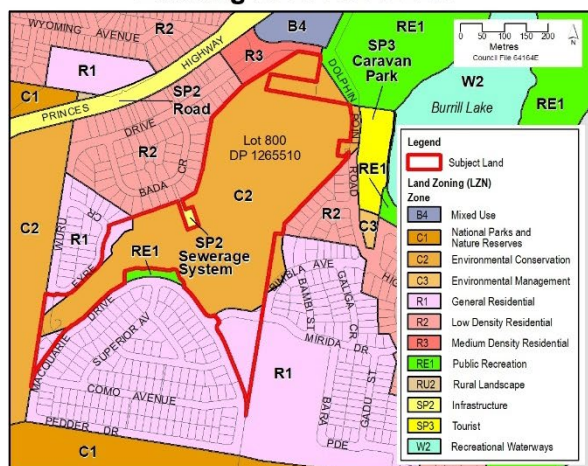 WYOMING AVENUE
R2
B4
RE1
0 50 100 150 200
Metres
Council File 64164E
N
R1
HIGHWAY
R3
SP3
Caravan
Park
C1
SP2
Road
DOLPHIN
W2
Burrill Lake
RE1
PRINCES
DRIVE
Lot 800
DP 1265510
POINT
R2
CR
RE1
BADA
C2
ROAD
C2
WURU
CR
R1
R2
C3
SP2
Sewerage
System
EYRE
RE1
BURBLA AVE
BAMBI ST
GALIGA CR
DRIVE
MACQUARIE
SUPERIOR AV
MIRIDA DR
R1
COMO AVENUE
BARA
GADU ST
PEDDER DR
PDE
C1
Legend
Subject Land
Land Zoning (LZN)
Zone
B4 Mixed Use
C1 National Parks and
Nature Reserves
C2 Environmental Conservation
C3 Environmental Management
R1 General Residential
R2 Low Density Residential
R3 Medium Density Residential
RE1 Public Recreation
RU2 Rural Landscape
SP2 Infrastructure
SP3 Tourist
W2 Recreational Waterways